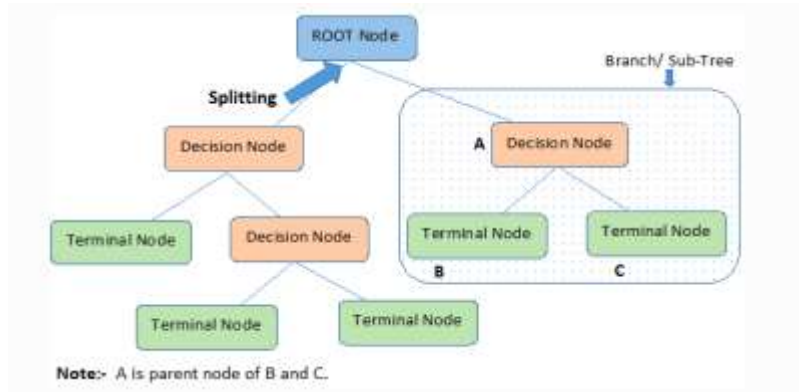 ROOT Node
Branch/ Sub-Tree
Splitting
Decision Node
A
Decision Node
Terminal Node
Decision Node
Terminal Node
Terminal Node
B
C
Terminal Node
Terminal Node
Note:- A is parent node of B and C.